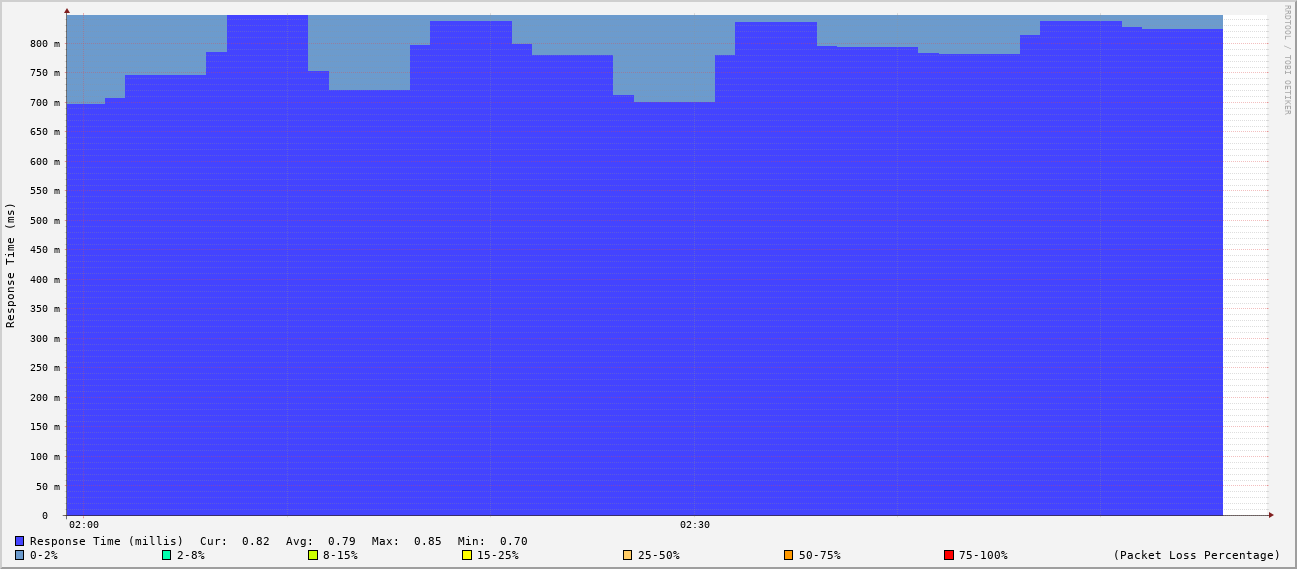 RRDTOOL / TOBI OETIKER
Response Time (ms)
800 m
750 m
700 m
650 m
600 m
550 m
500 m
450 m
400 m
350 m
300 m
250 m
200 m
150 m
100 m
50 m
0
02:00 02:30
Response Time (millis) Cur: 0.82 Avg: 0.79 Max: 0.85 Min: 0.70
0-2% 2-8% 8-15% 15-25% 25-50% 50-75% 75-100% (Packet Loss Percentage)